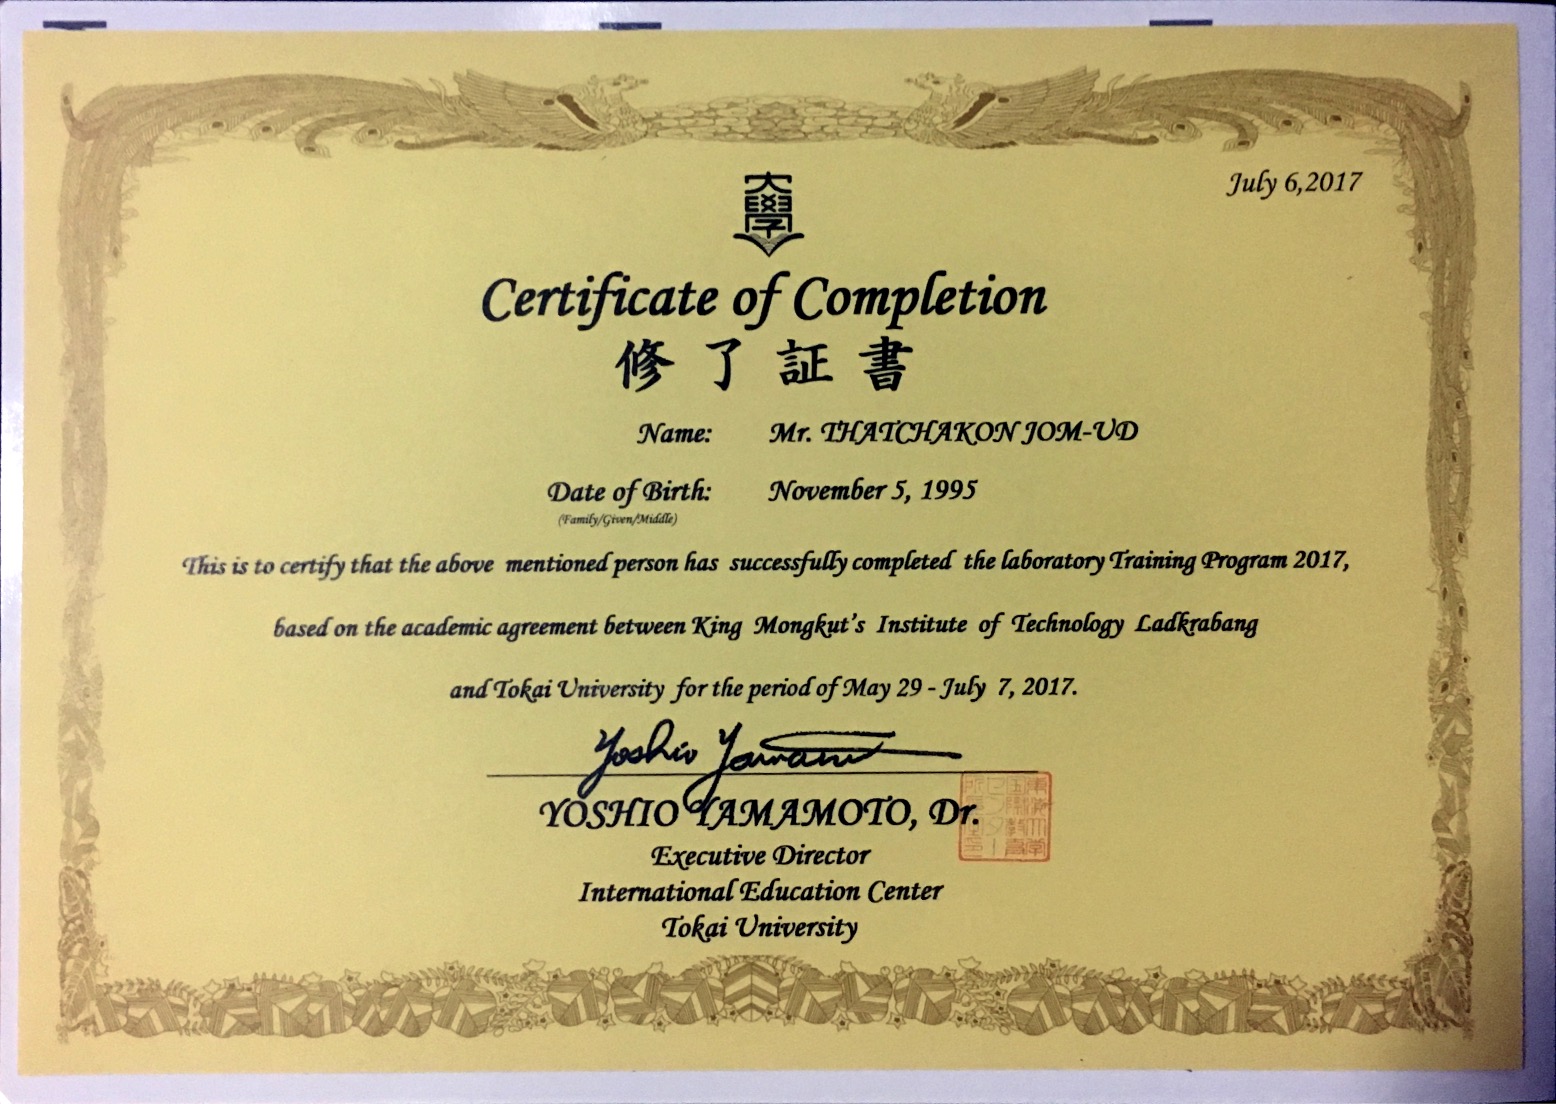 July 6,2017
大學
Certificate of Completion
修了証書
Name: Mr. THATCHAKON JOM-UD
Date of Birth: November 5, 1995
(Family/Given/Middle)
This is to certify that the above mentioned person has successfully completed the laboratory Training Program 2017,
based on the academic agreement between King Mongkut's Institute of Technology Ladkrabang
and Tokai University for the period of May 29 - July 7, 2017.
Yoshio Yamamoto
YOSHIO YAMAMOTO, Dr.
Executive Director
International Education Center
Tokai University